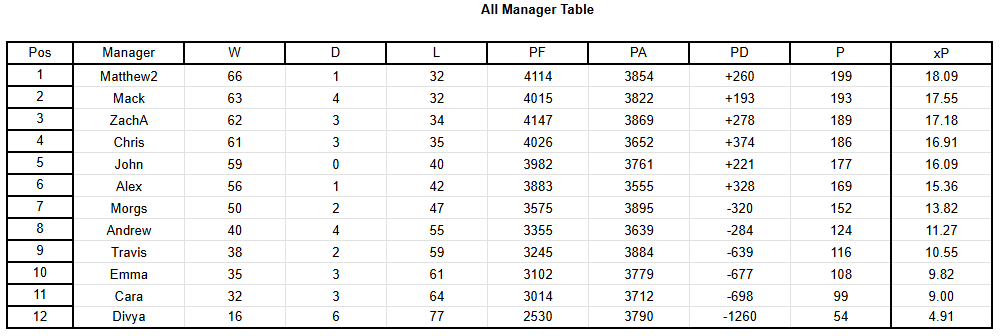 All Manager Table
Pos Manager W D L PF PA PD P xP
1 Matthew2 66 1 32 4114 3854 +260 199 18.09
2 Mack 63 4 32 4015 3822 +193 193 17.55
3 ZachA 62 3 34 4147 3869 +278 189 17.18
4 Chris 61 3 35 4026 3652 +374 186 16.91
5 John 59 0 40 3982 3761 +221 177 16.09
6 Alex 56 1 42 3883 3555 +328 169 15.36
7 Morgs 50 2 47 3575 3895 -320 152 13.82
8 Andrew 40 4 55 3355 3639 -284 124 11.27
9 Travis 38 2 59 3245 3884 -639 116 10.55
10 Emma 35 3 61 3102 3779 -677 108 9.82
11 Cara 32 3 64 3014 3712 -698 99 9.00
12 Divya 16 6 77 2530 3790 -1260 54 4.91